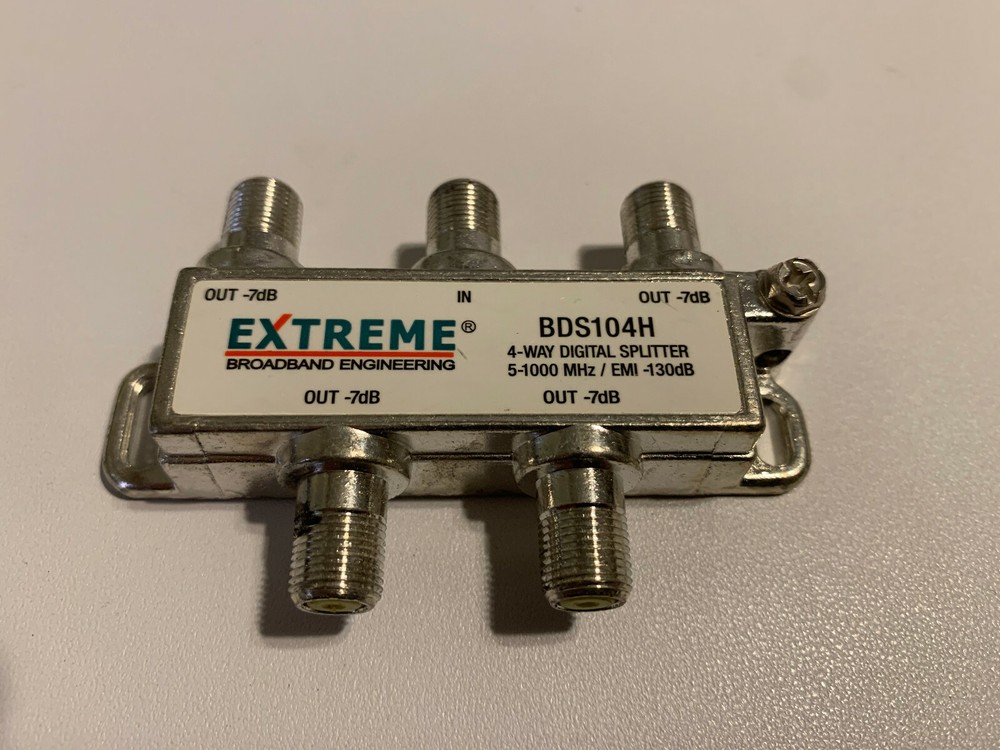 OUT -7dB
IN
OUT -7dB
EXTREME®
BROADBAND ENGINEERING
BDS104H
4-WAY DIGITAL SPLITTER
5-1000 MHz / EMI -130dB
OUT -7dB
OUT -7dB